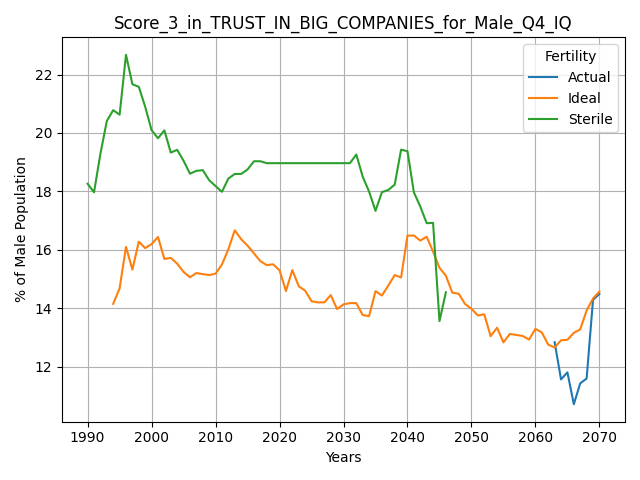 Score_3_in_TRUST_IN_BIG_COMPANIES_for_Male_Q4_IQ
Fertility
Actual
Ideal
Sterile
% of Male Population
22
20
18
16
14
12
1990 2000 2010 2020 2030 2040 2050 2060 2070
Years